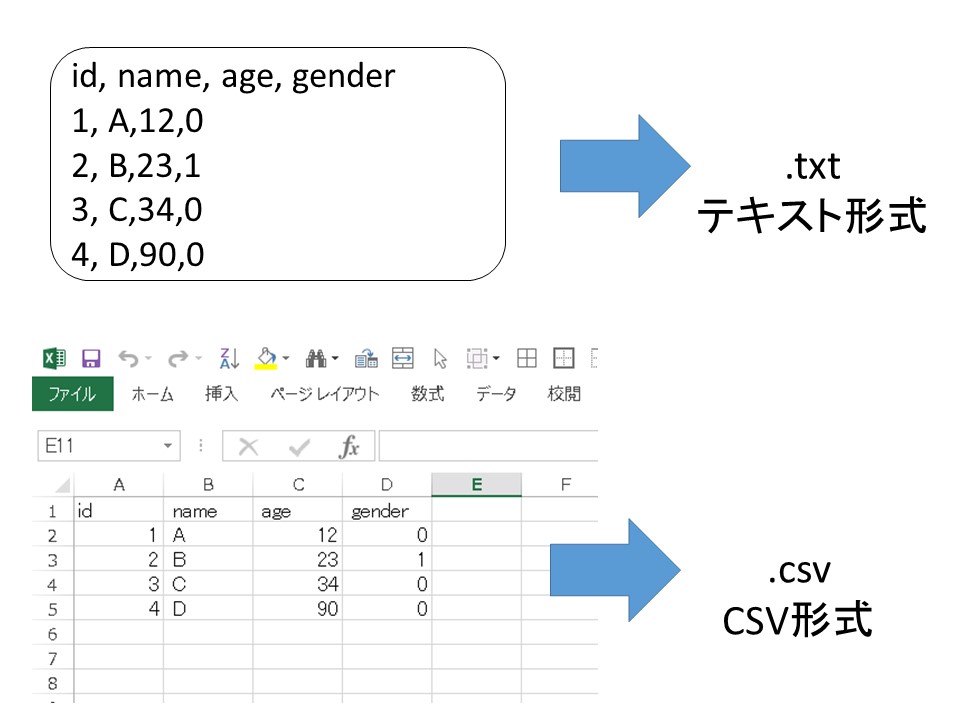 id, name, age, gender
1, A,12,0
2, B,23,1
3, C,34,0
4, D,90,0
.txt
テキスト形式
ファイル ホーム 挿入 ページ レイアウト 数式 データ 校閲
E11 fx
A B C D E F
1 id name age gender
2 1 A 12 0
3 2 B 23 1
4 3 C 34 0
5 4 D 90 0
6
7
8
.csv
CSV形式